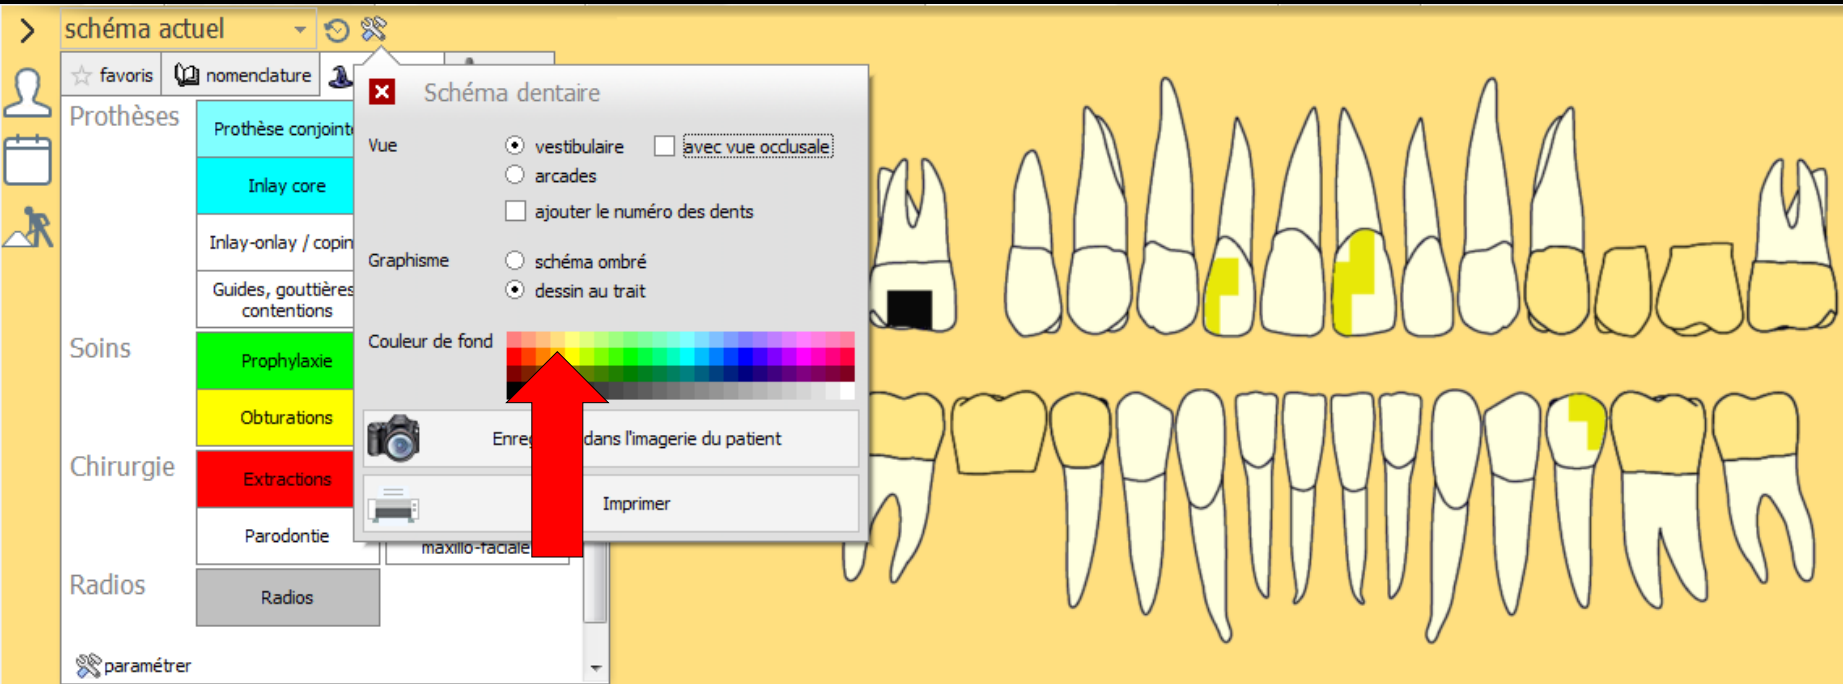 schéma actuel
favoris
nomenclature
Schéma dentaire
Prothèses
Prothèse conjointe
Inlay core
Inlay-onlay / copin
Guides, gouttières
contentions
Vue
vestibulaire
avec vue occlusale
arcades
ajouter le numéro des dents
Graphisme
schéma ombré
dessin au trait
Couleur de fond
Soins
Prophylaxie
Obturations
dans l'imagerie du patient
Imprimer
Chirurgie
Extractions
Parodontie
maxillo-faciale
Radios
Radios
paramétrer